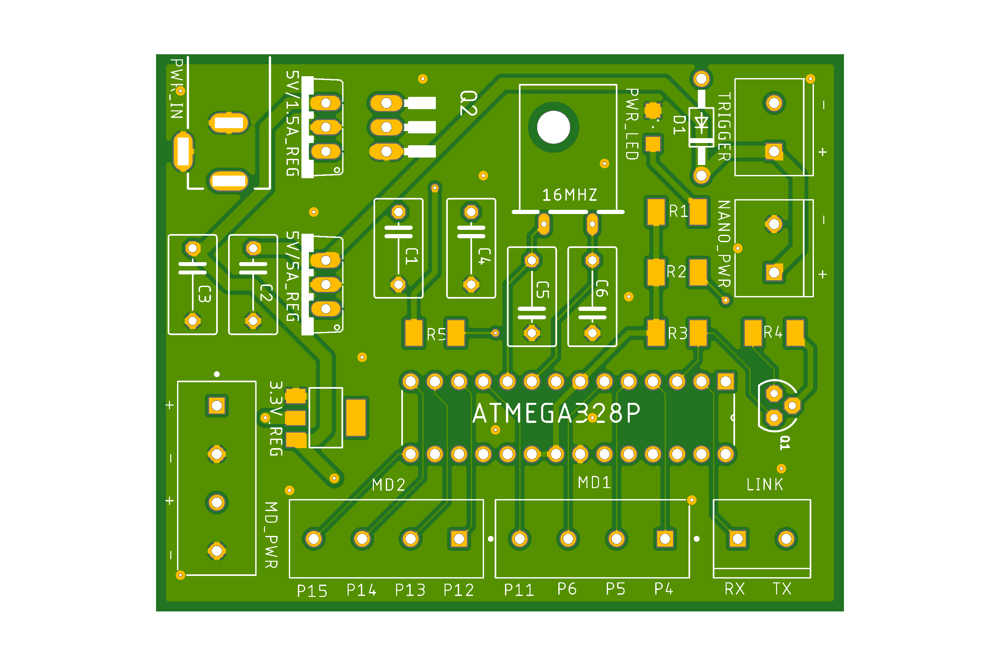 PWR_IN
5V/1.5A_REG
Q2
PWR_LED
D1
TRIGGER
-
+
16MHZ
R1
NANO_PWR
-
+
5V/5A_REG
C3
C2
C1
C4
C5
C6
R2
R5
R3
R4
3.3V_REG
ATMEGA328P
Q1
+
-
+
-
MD_PWR
MD2
MD1
LINK
P15 P14 P13 P12 P11 P6 P5 P4 RX TX